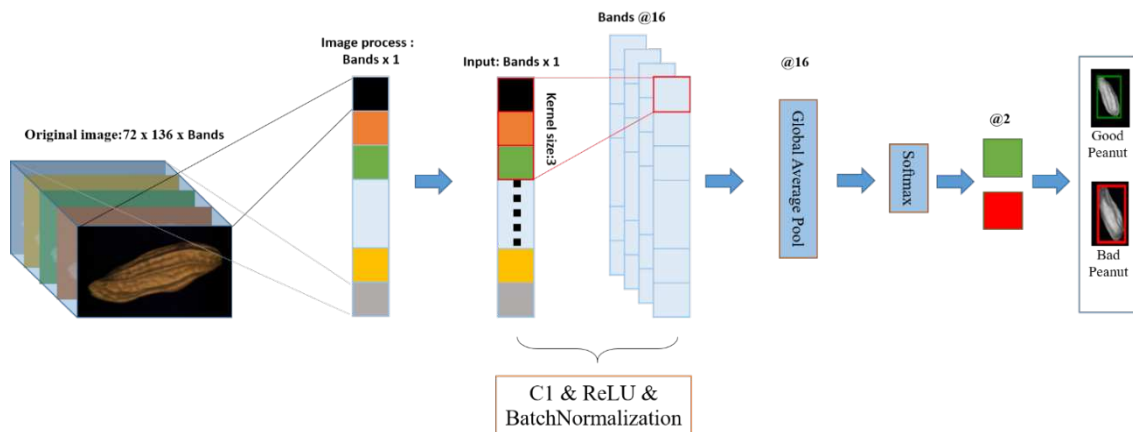 Original image:72 x 136 x Bands
Image process :
Bands x 1
Input: Bands x 1
Kernel size:3
Bands @16
C1 & ReLU &
BatchNormalization
@16
Global Average
Pool
Softmax
@2
Good
Peanut
Bad
Peanut